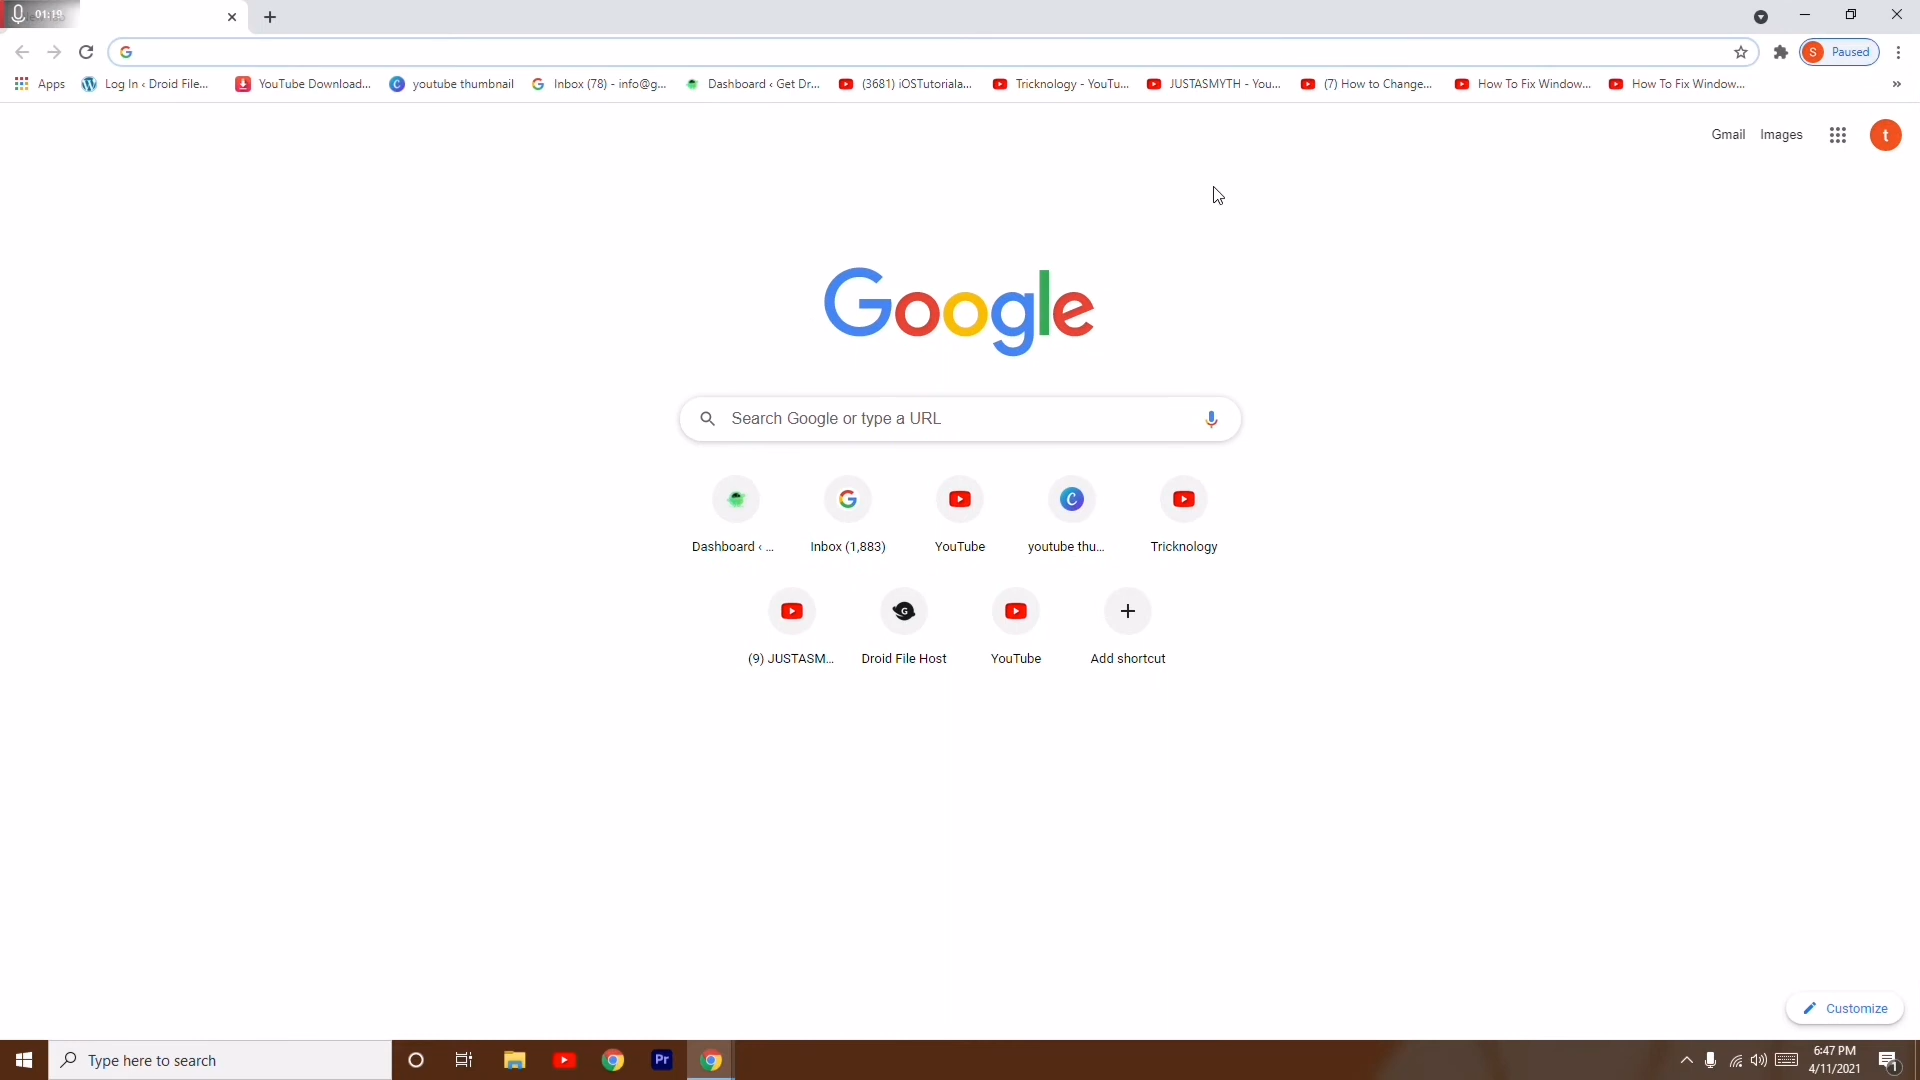 01:19
S Paused
Apps
Log In ‹ Droid File...
YouTube Download...
C youtube thumbnail
Inbox (78) - info@g...
Dashboard ‹ Get Dr...
(3681) iOSTutoriala...
Tricknology - YouTu...
JUSTASMYTH - You...
(7) How to Change...
How To Fix Window...
How To Fix Window...
»
Gmail Images t
Google
Search Google or type a URL
Dashboard ‹ ...
Inbox (1,883)
YouTube
youtube thu...
Tricknology
(9) JUSTASM...
Droid File Host
YouTube
Add shortcut
Customize
Type here to search
Pr
6:47 PM
4/11/2021
1